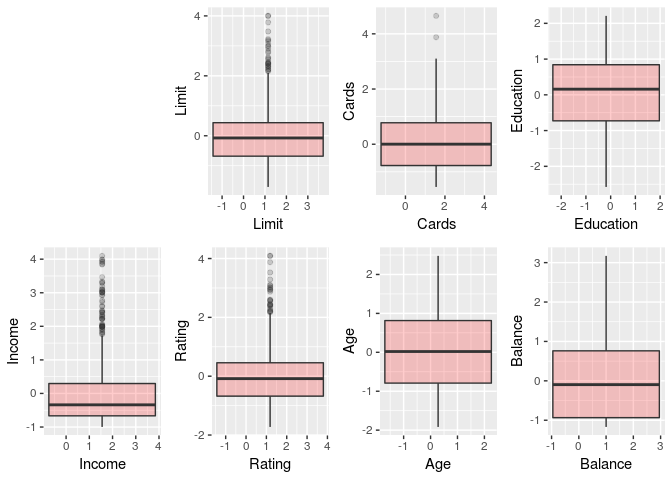 4
2
0
Limit
-1 0 1 2 3
Limit
4
2
0
Cards
0 2 4
Cards
2
1
0
-1
-2
Education
-2 -1 0 1 2
Education
4
3
2
1
0
-1
Income
0 1 2 3 4
Income
4
2
0
-2
Rating
-1 0 1 2 3 4
Rating
2
1
0
-1
-2
Age
-1 0 1 2
Age
3
2
1
0
-1
Balance
-1 0 1 2 3
Balance